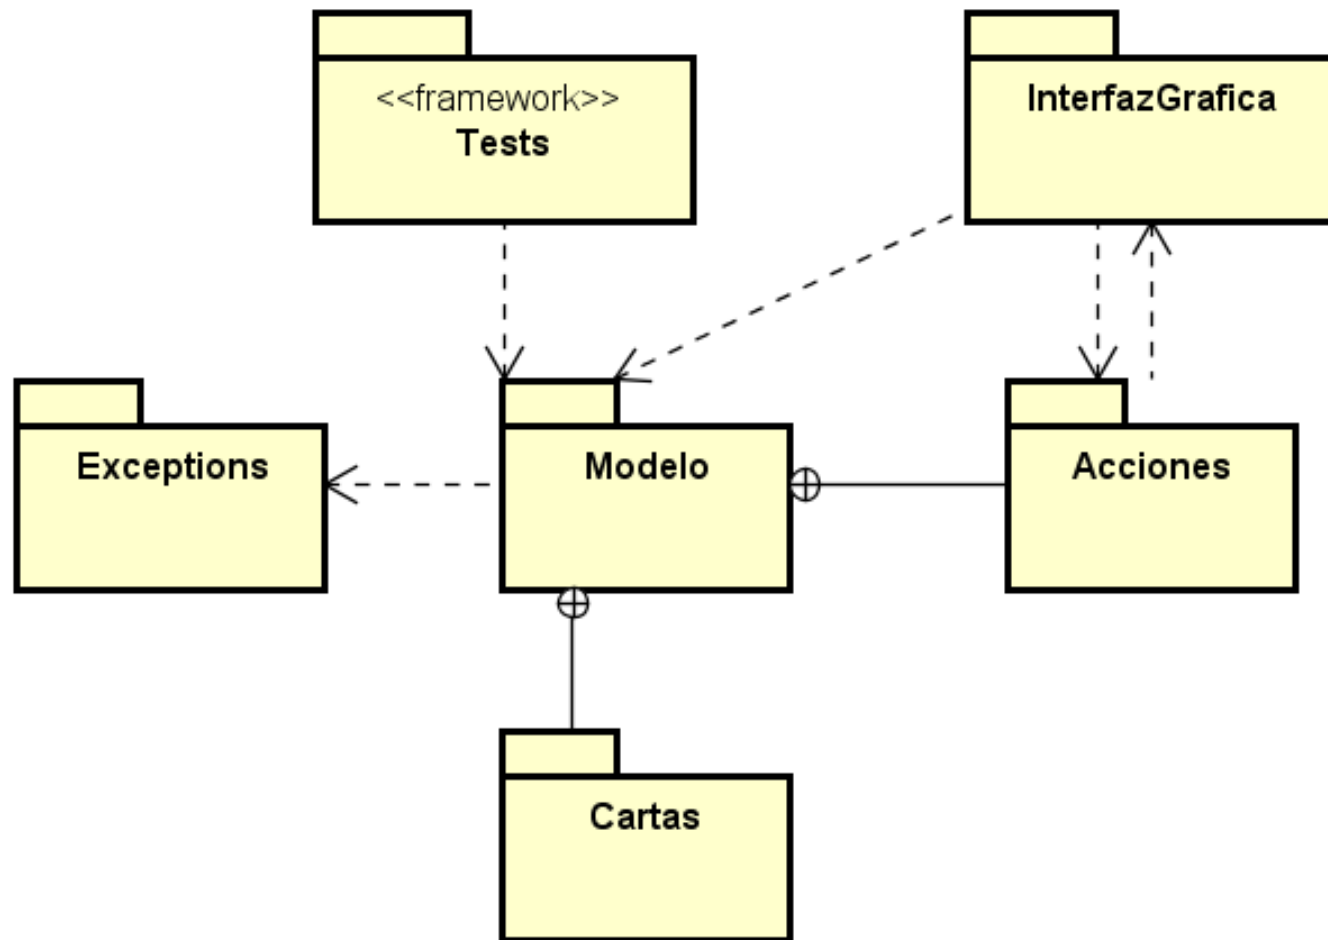 <<framework>>
Tests
InterfazGrafica
Exceptions
Modelo
Acciones
Cartas